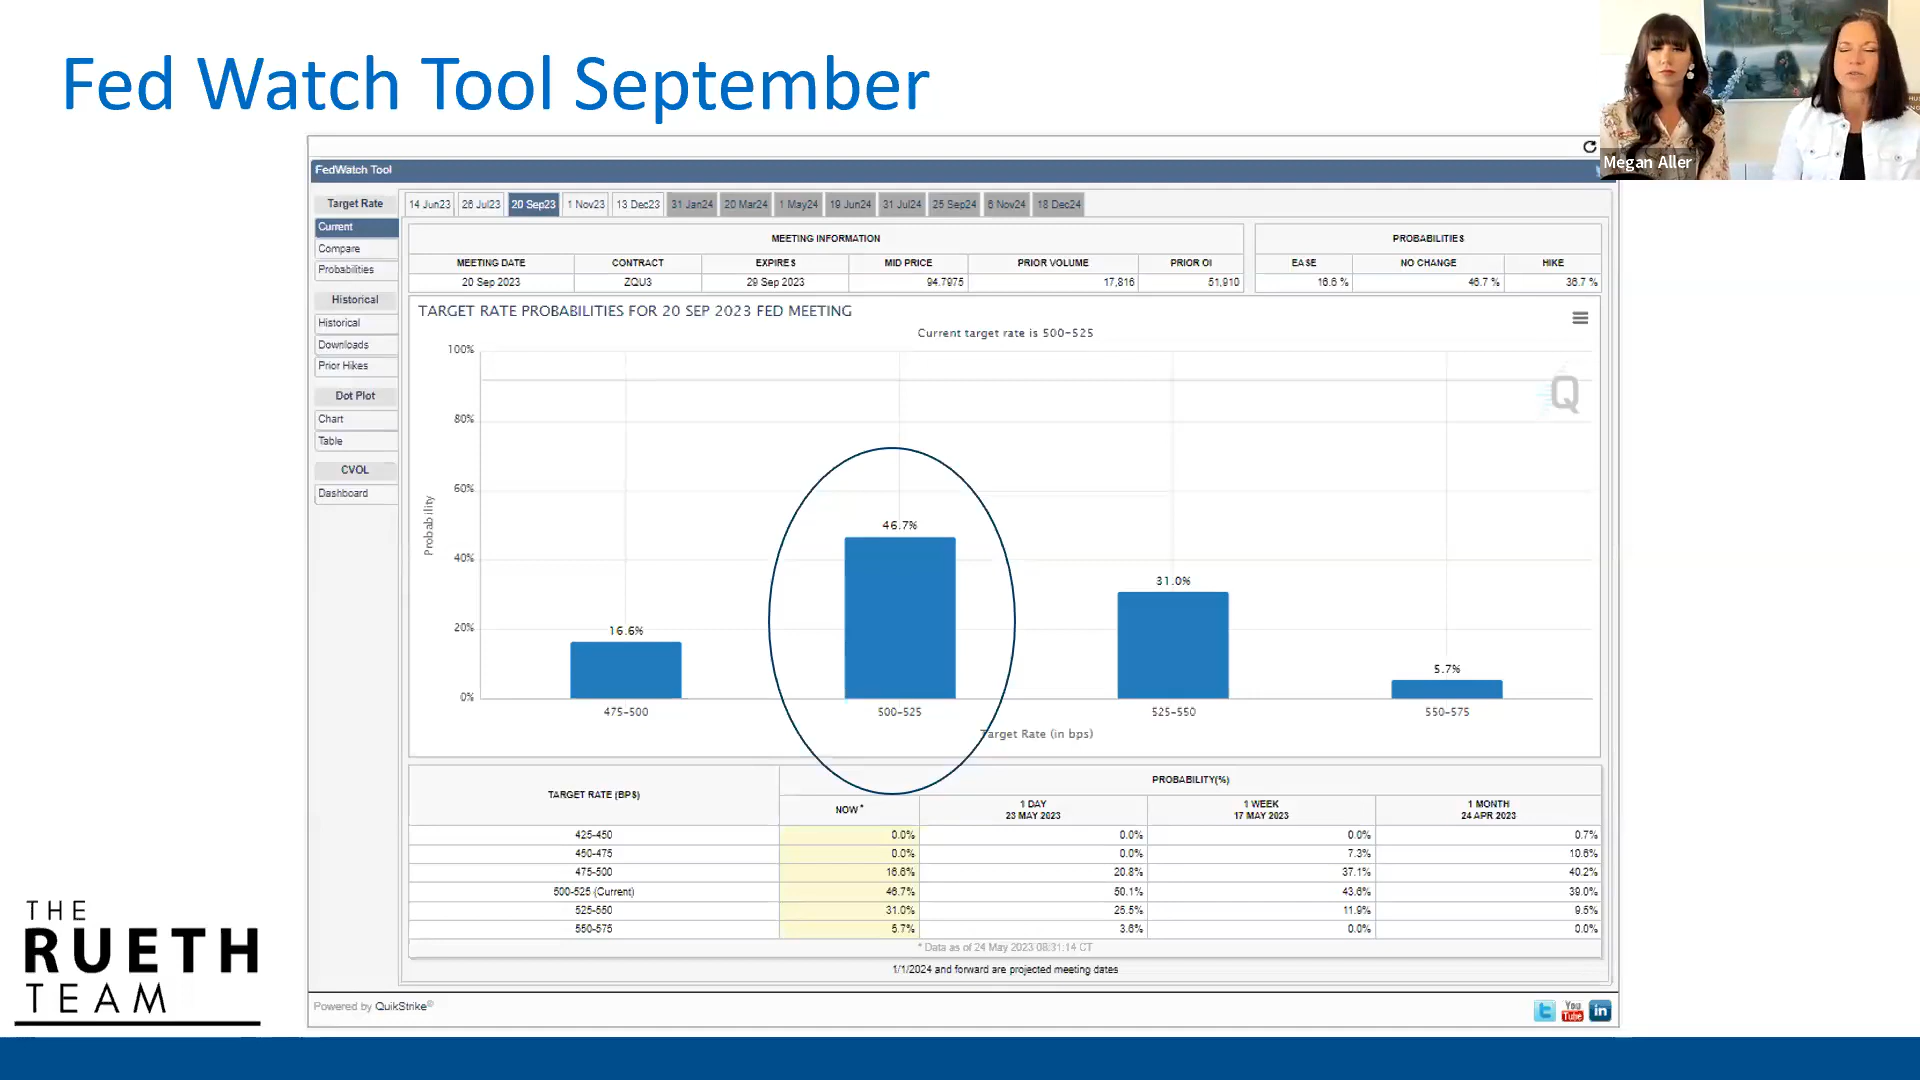 Fed Watch Tool September
Megan Aller
FedWatch Tool
Target Rate
Current
Compare
Probabilities
Historical
Historical
Downloads
Prior Hikes
Dot Plot
Chart
Table
CVOL
Dashboard
14 Jun23 26 Jul23 20 Sep23 1 Nov23 13 Dec23 31 Jan24 20 Mar24 1 May24 19 Jun24 31 Jul24 25 Sep24 6 Nov24 18 Dec24
MEETING INFORMATION
MEETING DATE CONTRACT EXPIRES MID PRICE PRIOR VOLUME PRIOR OI
20 Sep 2023 ZQU3 29 Sep 2023 94.7975 17,816 51,910
PROBABILITIES
EASE NO CHANGE HIKE
16.6 % 46.7 % 36.7 %
TARGET RATE PROBABILITIES FOR 20 SEP 2023 FED MEETING
Current target rate is 500-525
Q
Probability
100%
80%
60%
40%
20%
0%
16.6%
46.7%
31.0%
5.7%
475-500 500-525 525-550 550-575
Target Rate (in bps)
TARGET RATE (BPS) PROBABILITY(%)
NOW * 1 DAY 1 WEEK 1 MONTH
23 MAY 2023 17 MAY 2023 24 APR 2023
425-450 0.0% 0.0% 0.0% 0.7%
450-475 0.0% 0.0% 7.3% 10.6%
475-500 16.6% 20.8% 37.1% 40.2%
500-525 (Current) 46.7% 50.1% 43.6% 39.0%
525-550 31.0% 25.5% 11.9% 9.5%
550-575 5.7% 3.6% 0.0% 0.0%
* Data as of 24 May 2023 08:31:14 CT
1/1/2024 and forward are projected meeting dates
Powered by QuikStrike®
You
Tube
in
THE
RUETH
TEAM